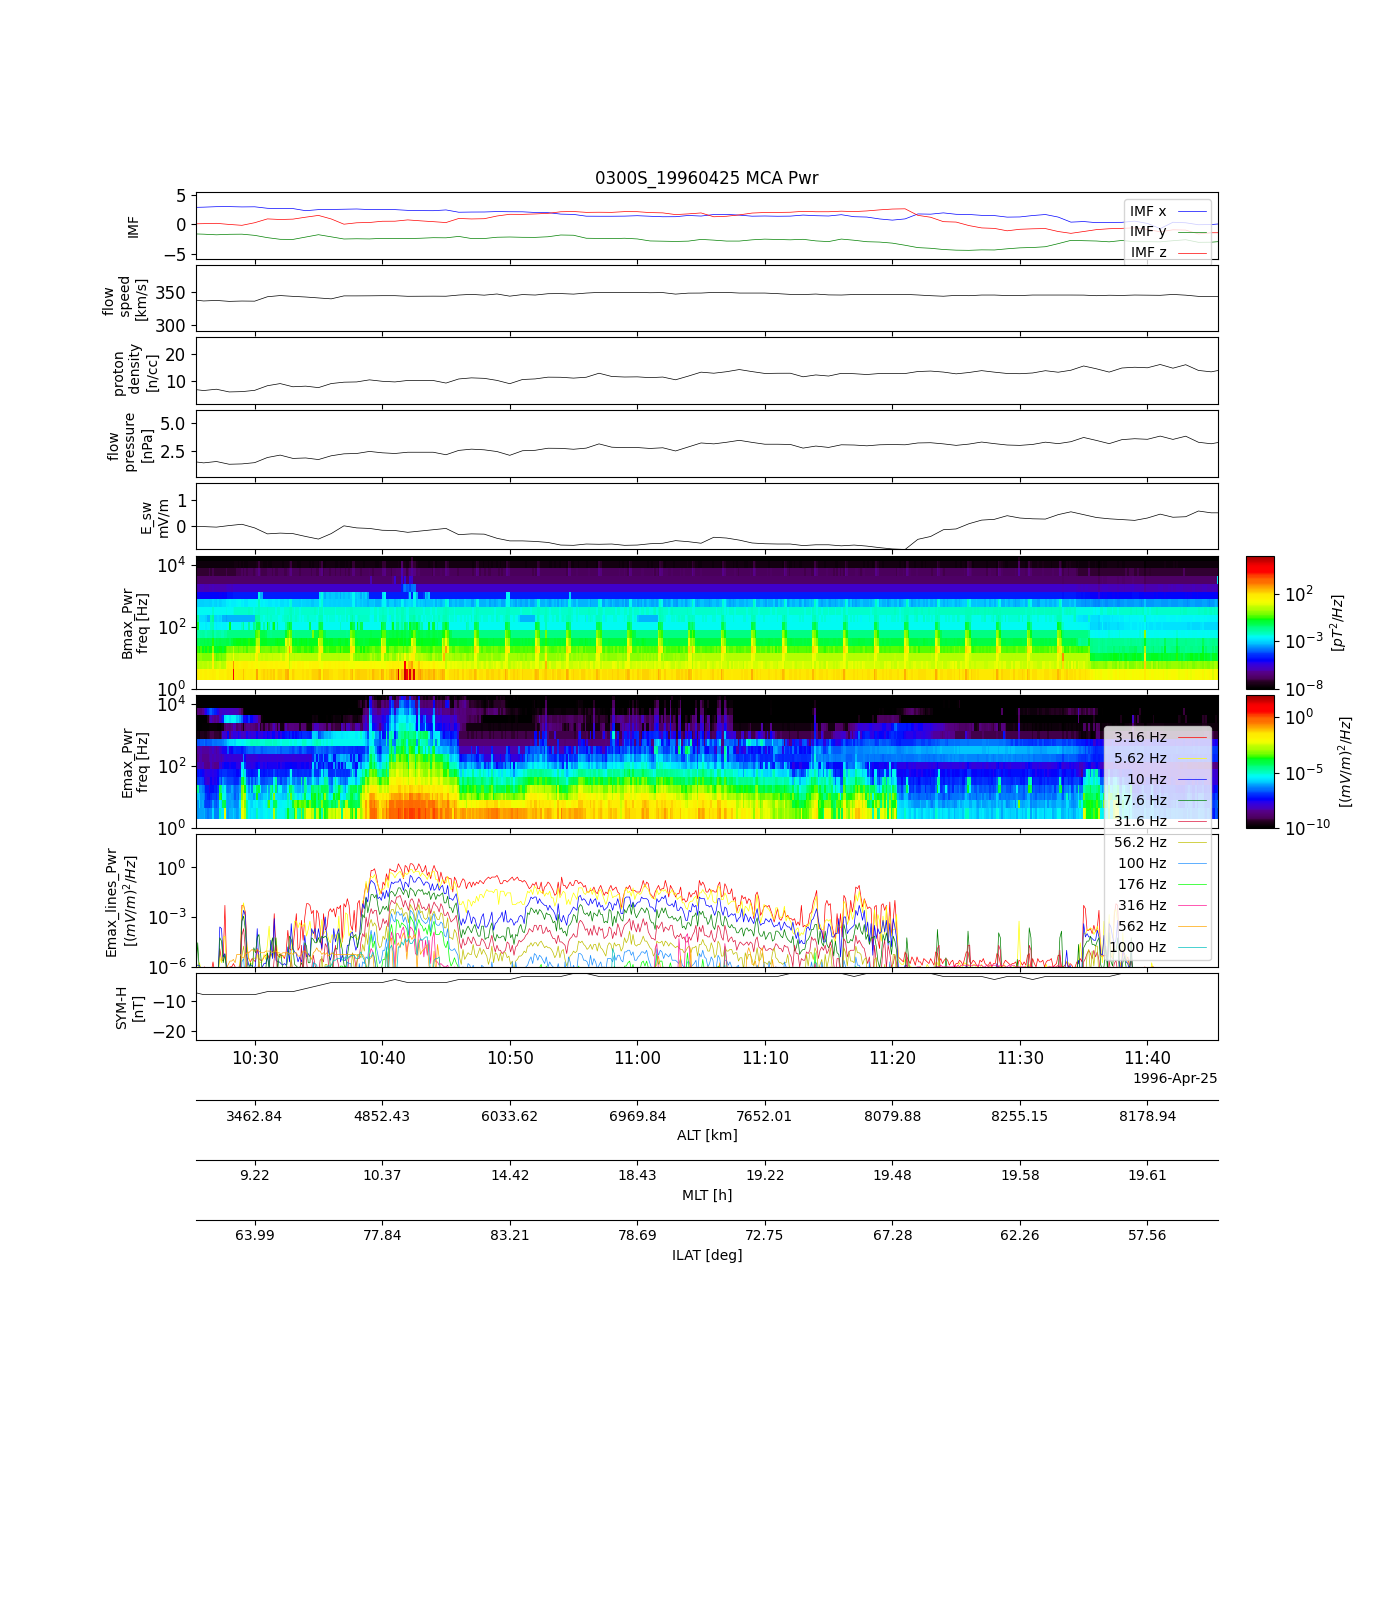 0300S_19960425 MCA Pwr
5
0
−5
IMF
IMF x
IMF y
IMF z
350
300
flow
speed
[km/s]
20
10
proton
density
[n/cc]
5.0
2.5
flow
pressure
[nPa]
1
0
E_sw
mV/m
10^4
10^2
10^0
Bmax_Pwr
freq [Hz]
10^2
10^−3
10^−8
[pT^2/Hz]
10^4
10^2
10^0
Emax_Pwr
freq [Hz]
10^0
10^−5
10^−10
[(mV/m)^2/Hz]
3.16 Hz
5.62 Hz
10 Hz
17.6 Hz
31.6 Hz
56.2 Hz
100 Hz
176 Hz
316 Hz
562 Hz
1000 Hz
10^0
10^−3
10^−6
Emax_lines_Pwr
[(mV/m)^2/Hz]
−10
−20
SYM-H
[nT]
10:30 10:40 10:50 11:00 11:10 11:20 11:30 11:40
1996-Apr-25
3462.84 4852.43 6033.62 6969.84 7652.01 8079.88 8255.15 8178.94
ALT [km]
9.22 10.37 14.42 18.43 19.22 19.48 19.58 19.61
MLT [h]
63.99 77.84 83.21 78.69 72.75 67.28 62.26 57.56
ILAT [deg]